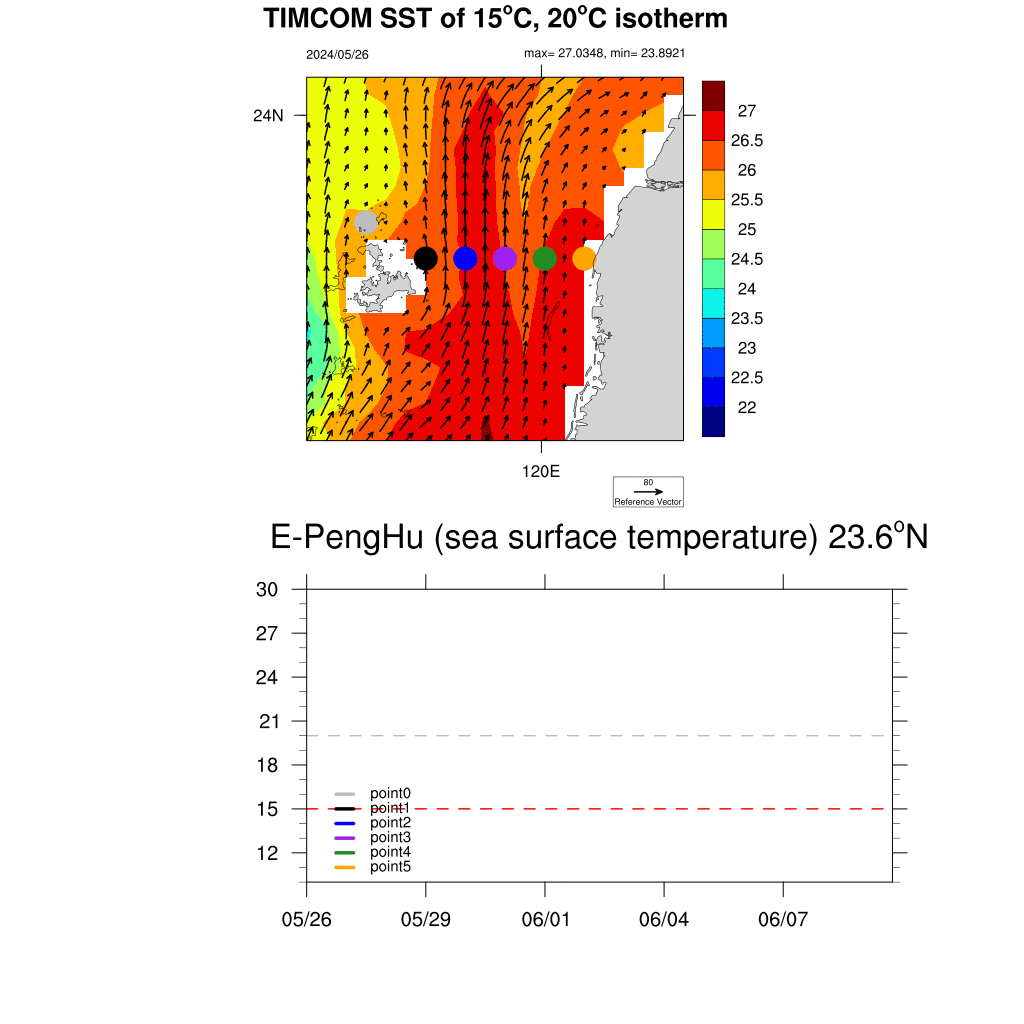 TIMCOM SST of 15°C, 20°C isotherm
2024/05/26
max= 27.0348, min= 23.8921
24N
120E
27
26.5
26
25.5
25
24.5
24
23.5
23
22.5
22
80
Reference Vector
E-PengHu (sea surface temperature) 23.6°N
30
27
24
21
18
15
12
point0
point1
point2
point3
point4
point5
05/26
05/29
06/01
06/04
06/07